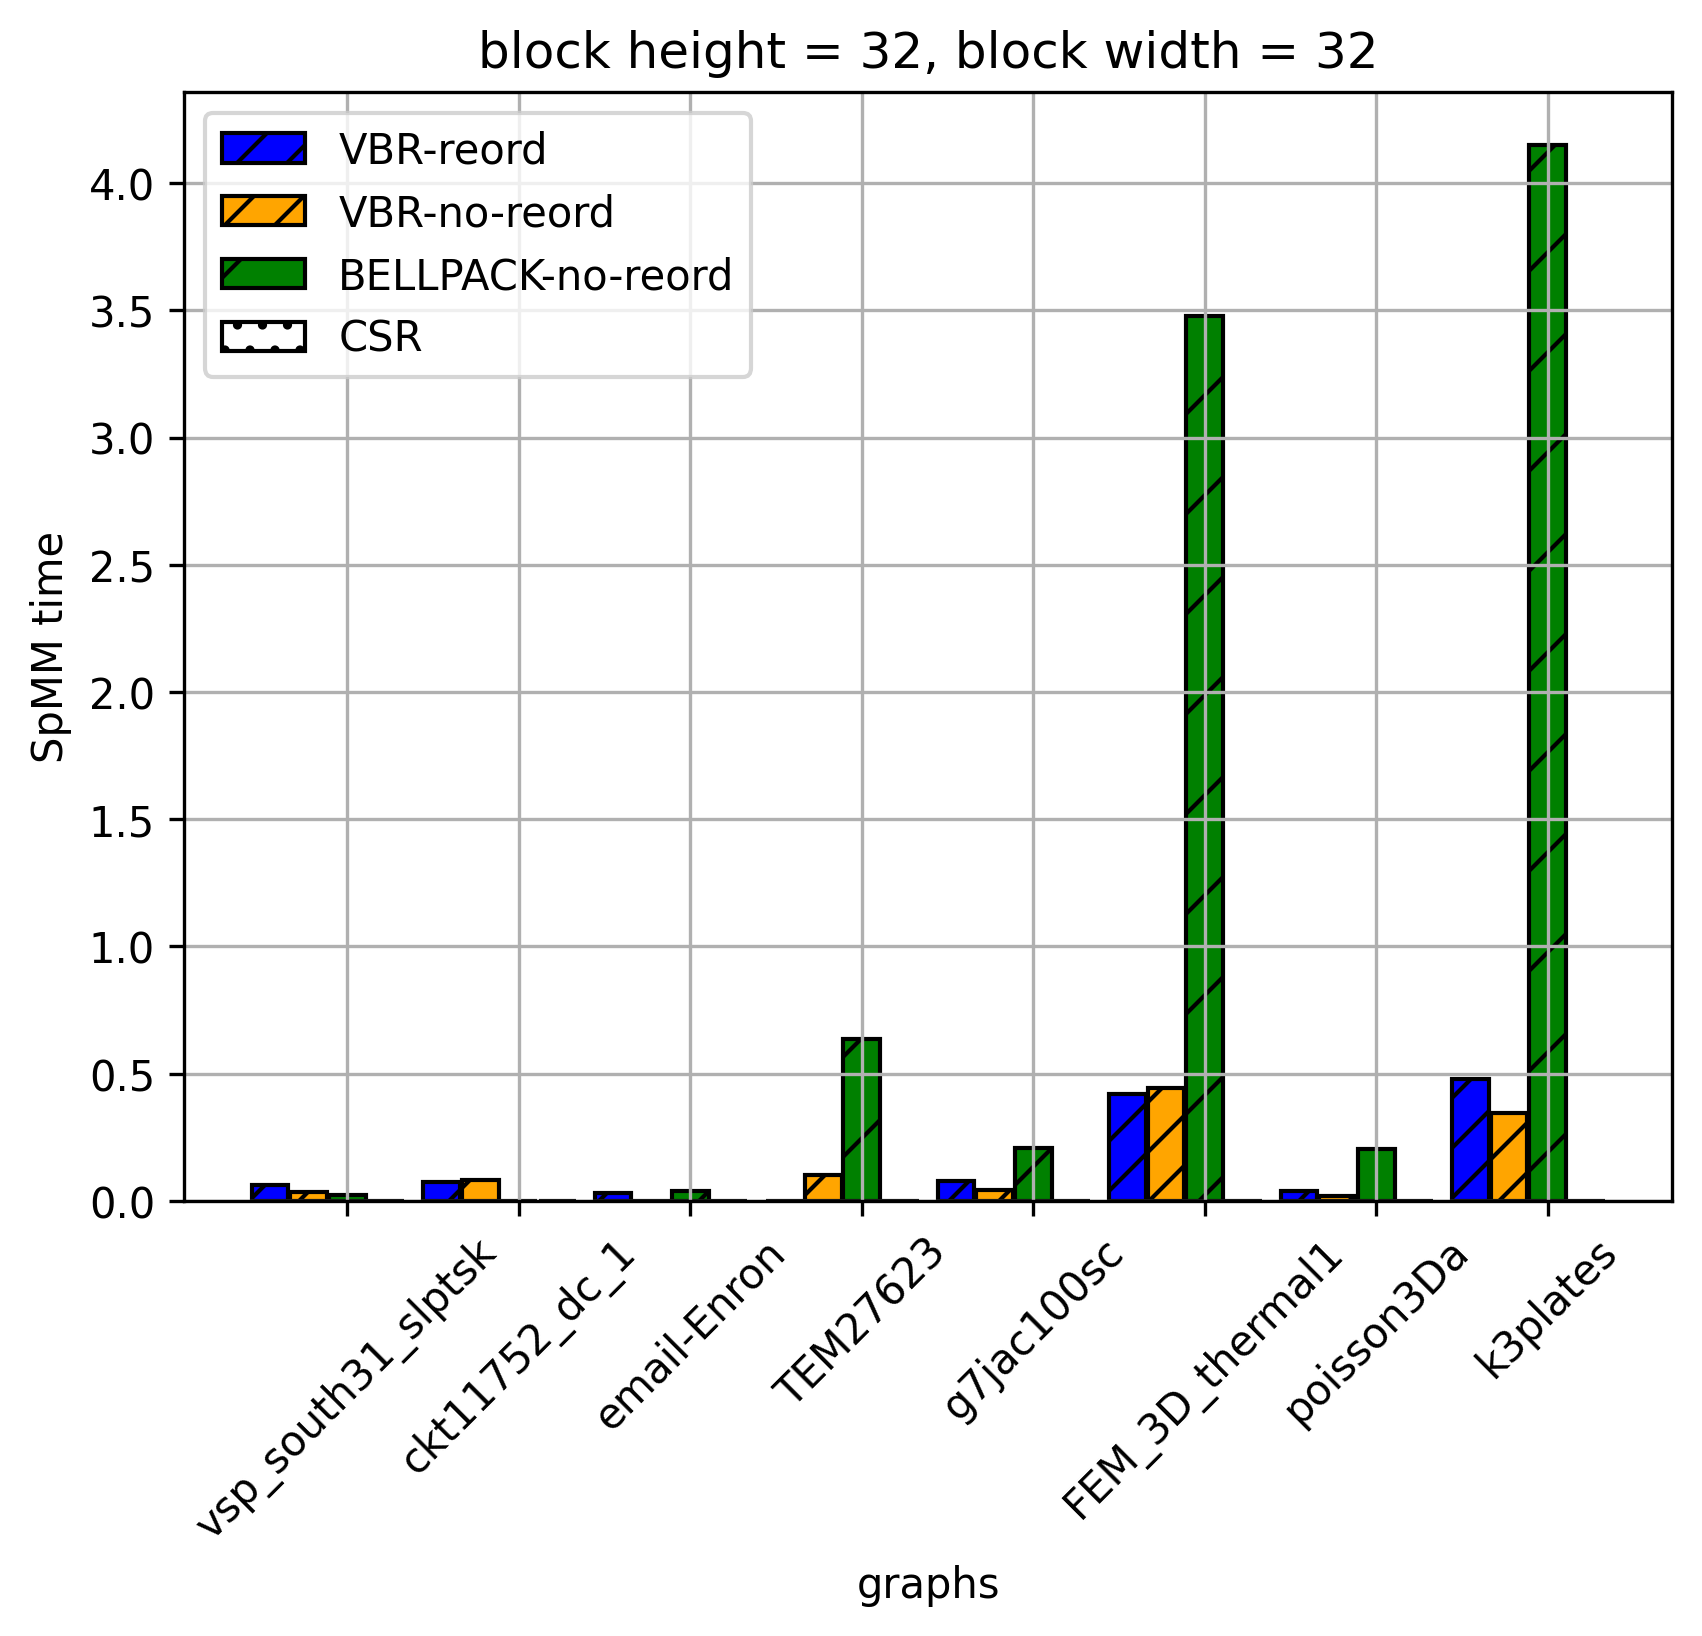 block height = 32, block width = 32
VBR-reord
VBR-no-reord
BELLPACK-no-reord
CSR
SpMM time
4.0
3.5
3.0
2.5
2.0
1.5
1.0
0.5
0.0
vsp_south31_slptsk
ckt11752_dc_1
email-Enron
TEM27623
g7jac100sc
FEM_3D_thermal1
poisson3Da
k3plates
graphs